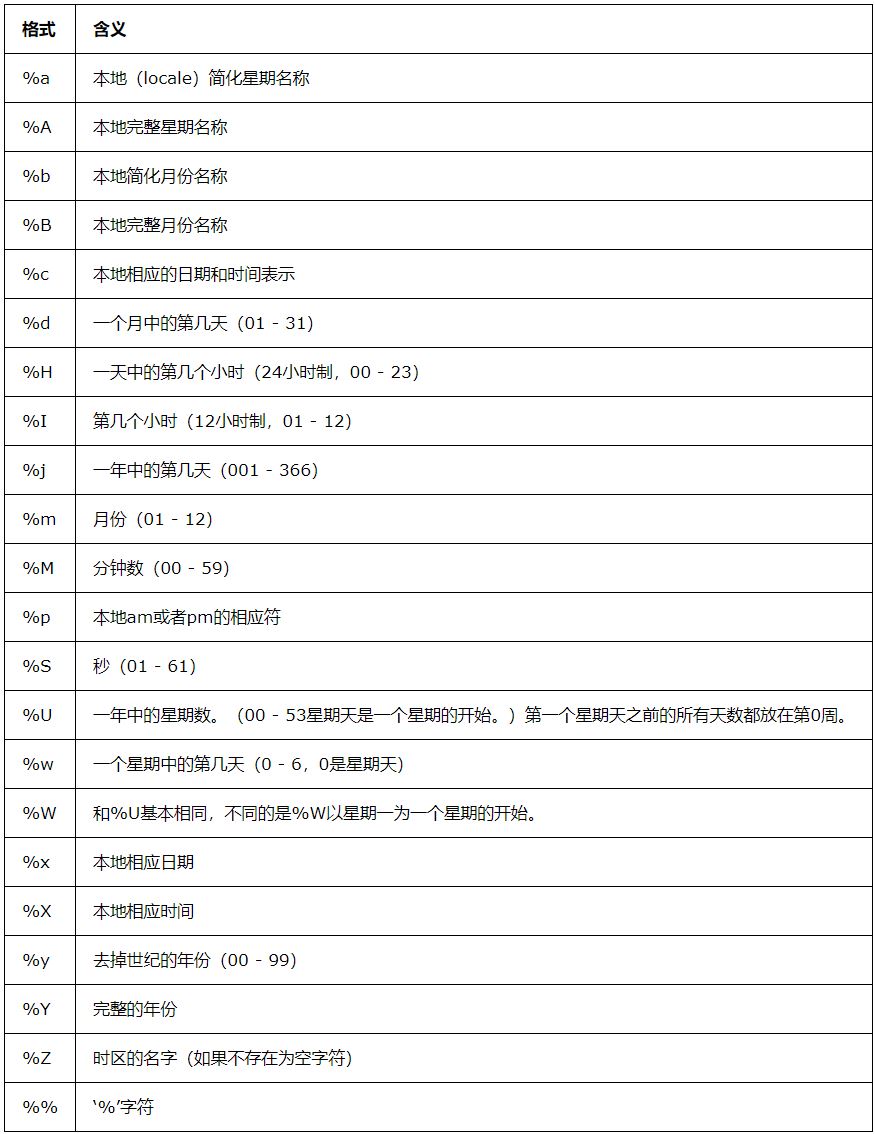 格式 含义
%a 本地（locale）简化星期名称
%A 本地完整星期名称
%b 本地简化月份名称
%B 本地完整月份名称
%c 本地相应的日期和时间表示
%d 一个月中的第几天（01 - 31）
%H 一天中的第几个小时（24小时制，00 - 23）
%I 第几个小时（12小时制，01 - 12）
%j 一年中的第几天（001 - 366）
%m 月份（01 - 12）
%M 分钟数（00 - 59）
%p 本地am或者pm的相应符
%S 秒（01 - 61）
%U 一年中的星期数。（00 - 53星期天是一个星期的开始。）第一个星期天之前的所有天数都放在第0周。
%w 一个星期中的第几天（0 - 6，0是星期天）
%W 和%U基本相同，不同的是%W以星期一为一个星期的开始。
%x 本地相应日期
%X 本地相应时间
%y 去掉世纪的年份（00 - 99）
%Y 完整的年份
%Z 时区的名字（如果不存在为空字符）
%% ‘%’字符